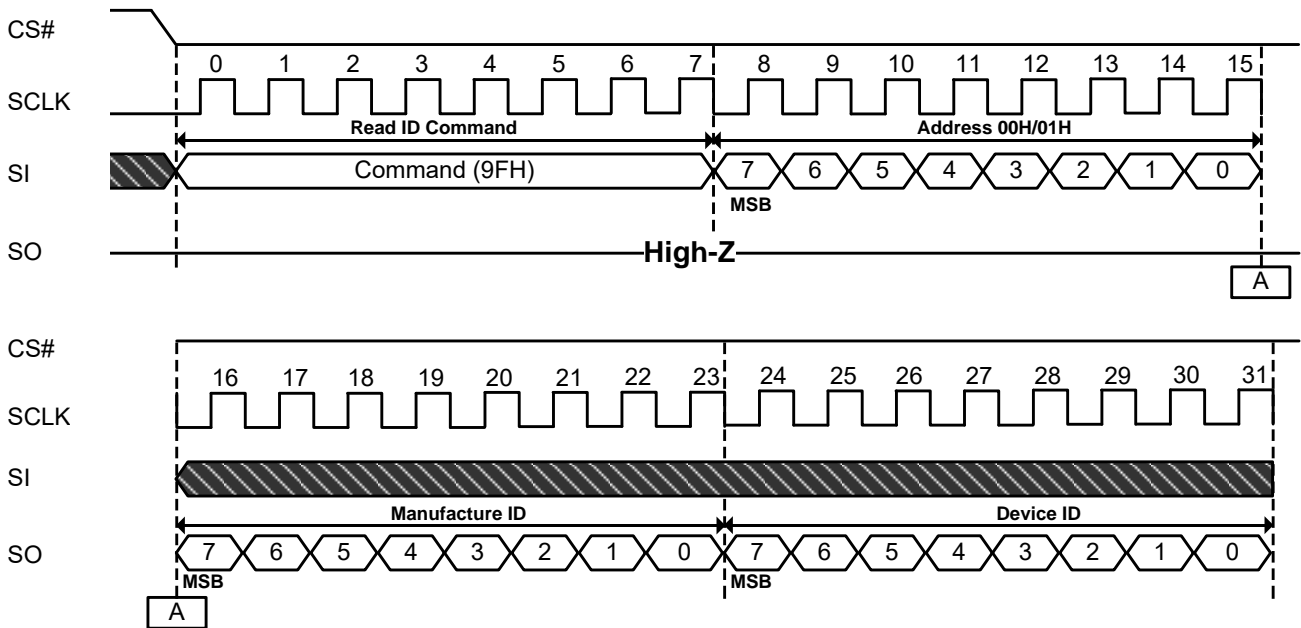 CS#
0 1 2 3 4 5 6 7 8 9 10 11 12 13 14 15
SCLK
Read ID Command Address 00H/01H
SI Command (9FH) 7 6 5 4 3 2 1 0
MSB
SO High-Z
A
CS#
16 17 18 19 20 21 22 23 24 25 26 27 28 29 30 31
SCLK
SI
Manufacture ID Device ID
SO 7 6 5 4 3 2 1 0 7 6 5 4 3 2 1 0
MSB MSB
A